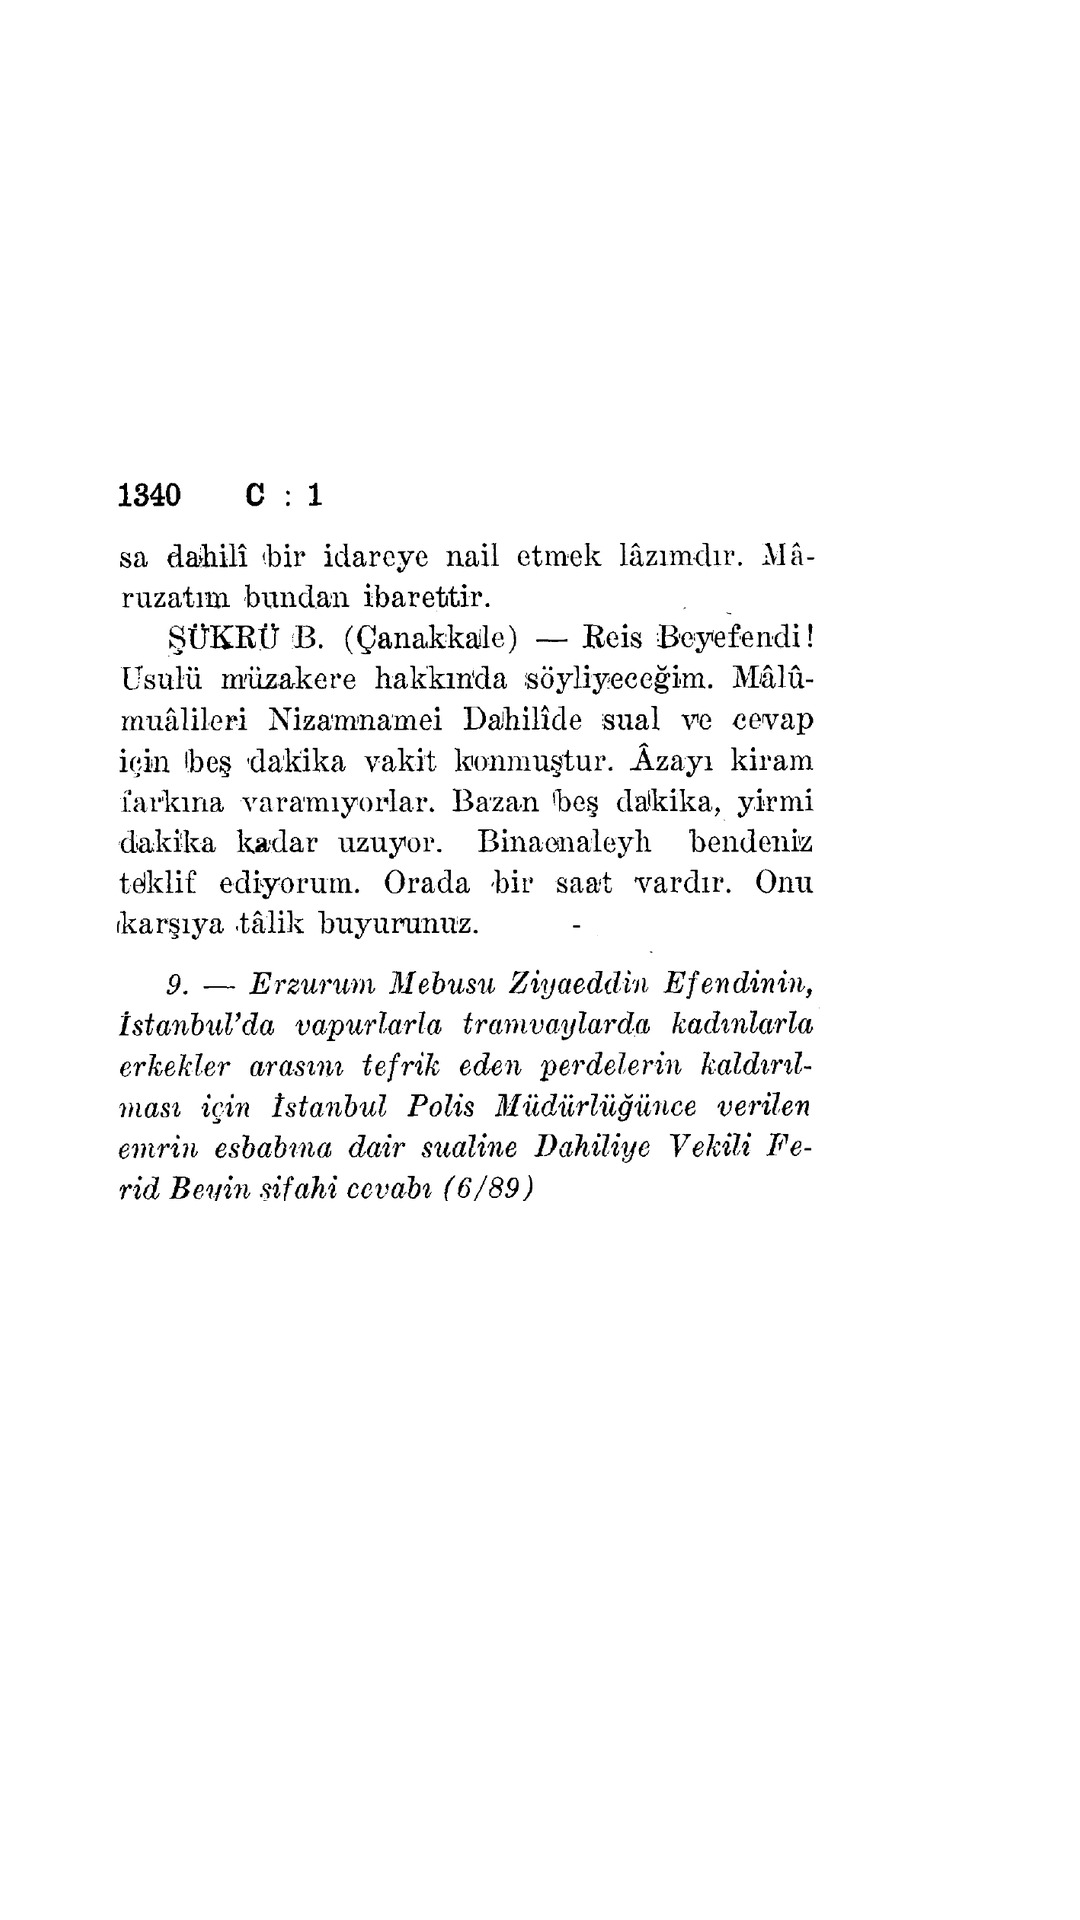 1340 C : 1
sa dahilî bir idareye nail etmek lâzımdır. Mâ-
ruzatım bundan ibarettir.
ŞÜKRÜ B. (Çanakkale) — Reis Beyefendi!
Usulü müzakere hakkında söyliyeceğim. Mâlû-
muâlileri Nizamnamei Dahilîde sual ve cevap
için beş dakika vakit konmuştur. Âzayı kiram
farkına varamıyorlar. Bazan beş dakika, yirmi
dakika kadar uzuyor. Binaenaleyh bendeniz
teklif ediyorum. Orada bir saat vardır. Onu
karşıya tâlik buyurunuz. -
9. — Erzurum Mebusu Ziyaeddin Efendinin,
İstanbul'da vapurlarla tramvaylarda kadınlarla
erkekler arasını tefrik eden perdelerin kaldırıl-
ması için İstanbul Polis Müdürlüğünce verilen
emrin esbabına dair sualine Dahiliye Vekili Fe-
rid Beyin şifahi cevabı (6/89)